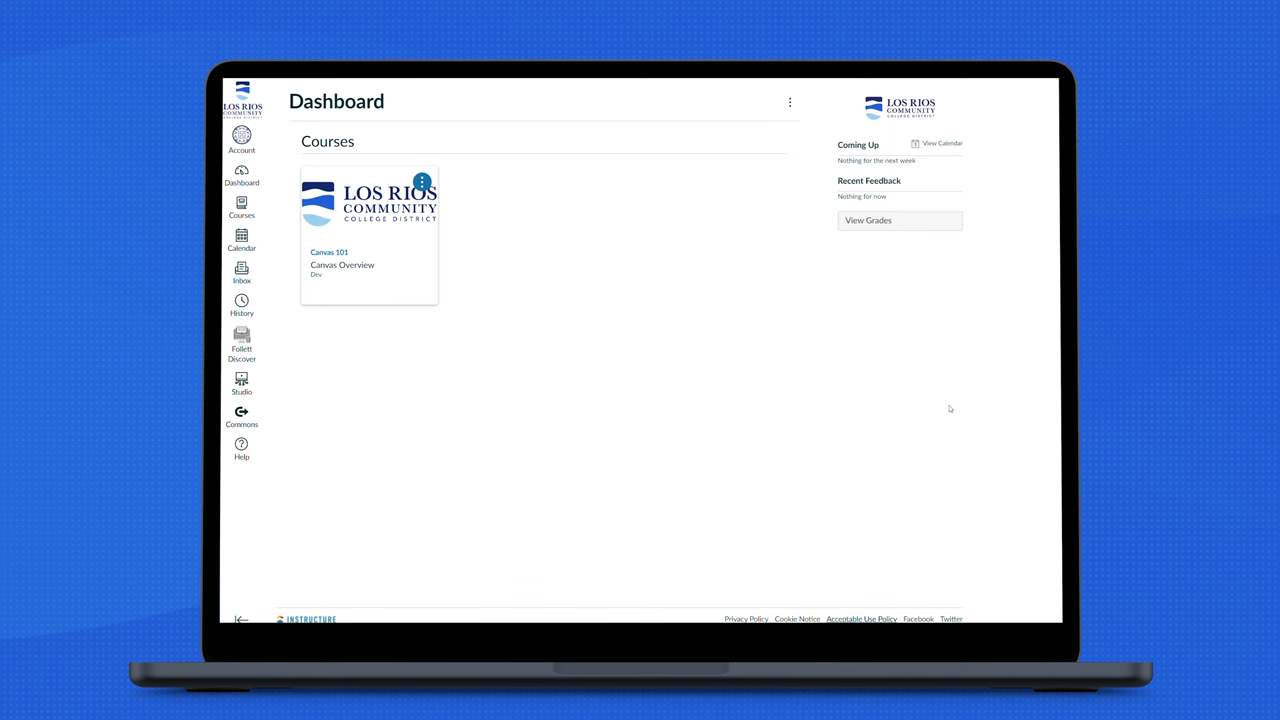 LOS RIOS
COMMUNITY
COLLEGE DISTRICT
Account
Dashboard
Courses
Calendar
Inbox
History
Follett
Discover
Studio
Commons
Help
Dashboard
Courses
LOS RIOS
COMMUNITY
COLLEGE DISTRICT
Canvas 101
Canvas Overview
Dev
LOS RIOS
COMMUNITY
COLLEGE DISTRICT
Coming Up
View Calendar
Nothing for the next week
Recent Feedback
Nothing for now
View Grades
INSTRUCTURE
Privacy Policy Cookie Notice Acceptable Use Policy Facebook Twitter